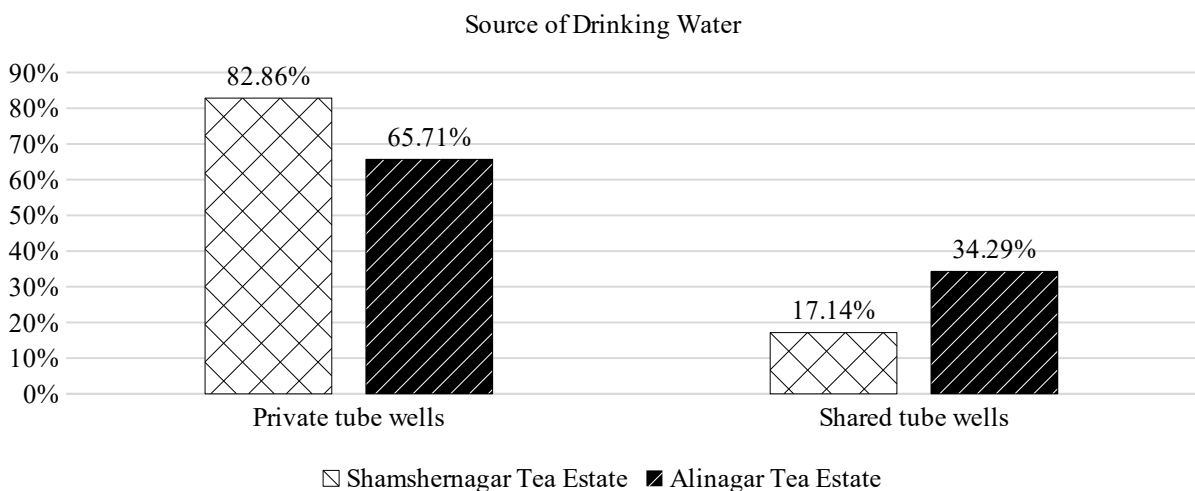 Source of Drinking Water
90%
80%
70%
60%
50%
40%
30%
20%
10%
0%
82.86%
65.71%
17.14%
34.29%
Private tube wells
Shared tube wells
Shamshernagar Tea Estate
Alinagar Tea Estate